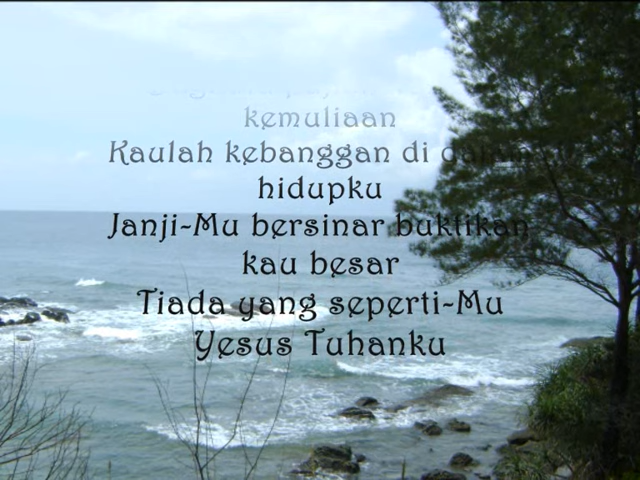 kemuliaan
Kaulah kebanggan di dalam
hidupku
Janji-Mu bersinar buktikan
kau besar
Tiada yang seperti-Mu
Yesus Tuhanku